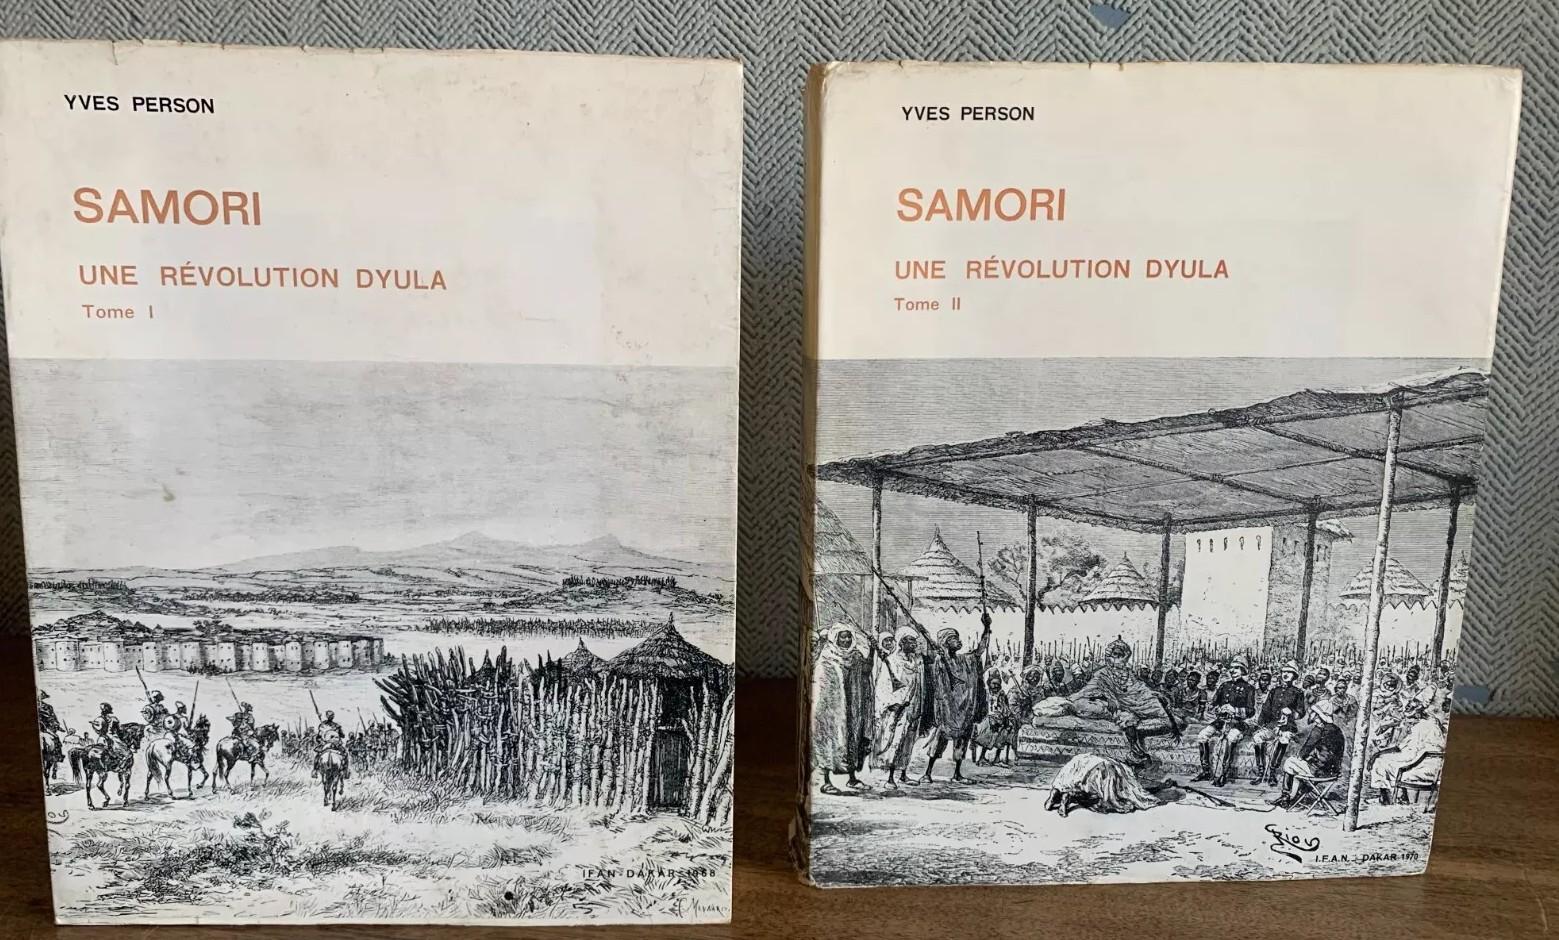 YVES PERSON
SAMORI
UNE RÉVOLUTION DYULA
Tome I
IFAN-DAKAR-1968
YVES PERSON
SAMORI
UNE RÉVOLUTION DYULA
Tome II
Riou
I.F.A.N. - DAKAR 1970